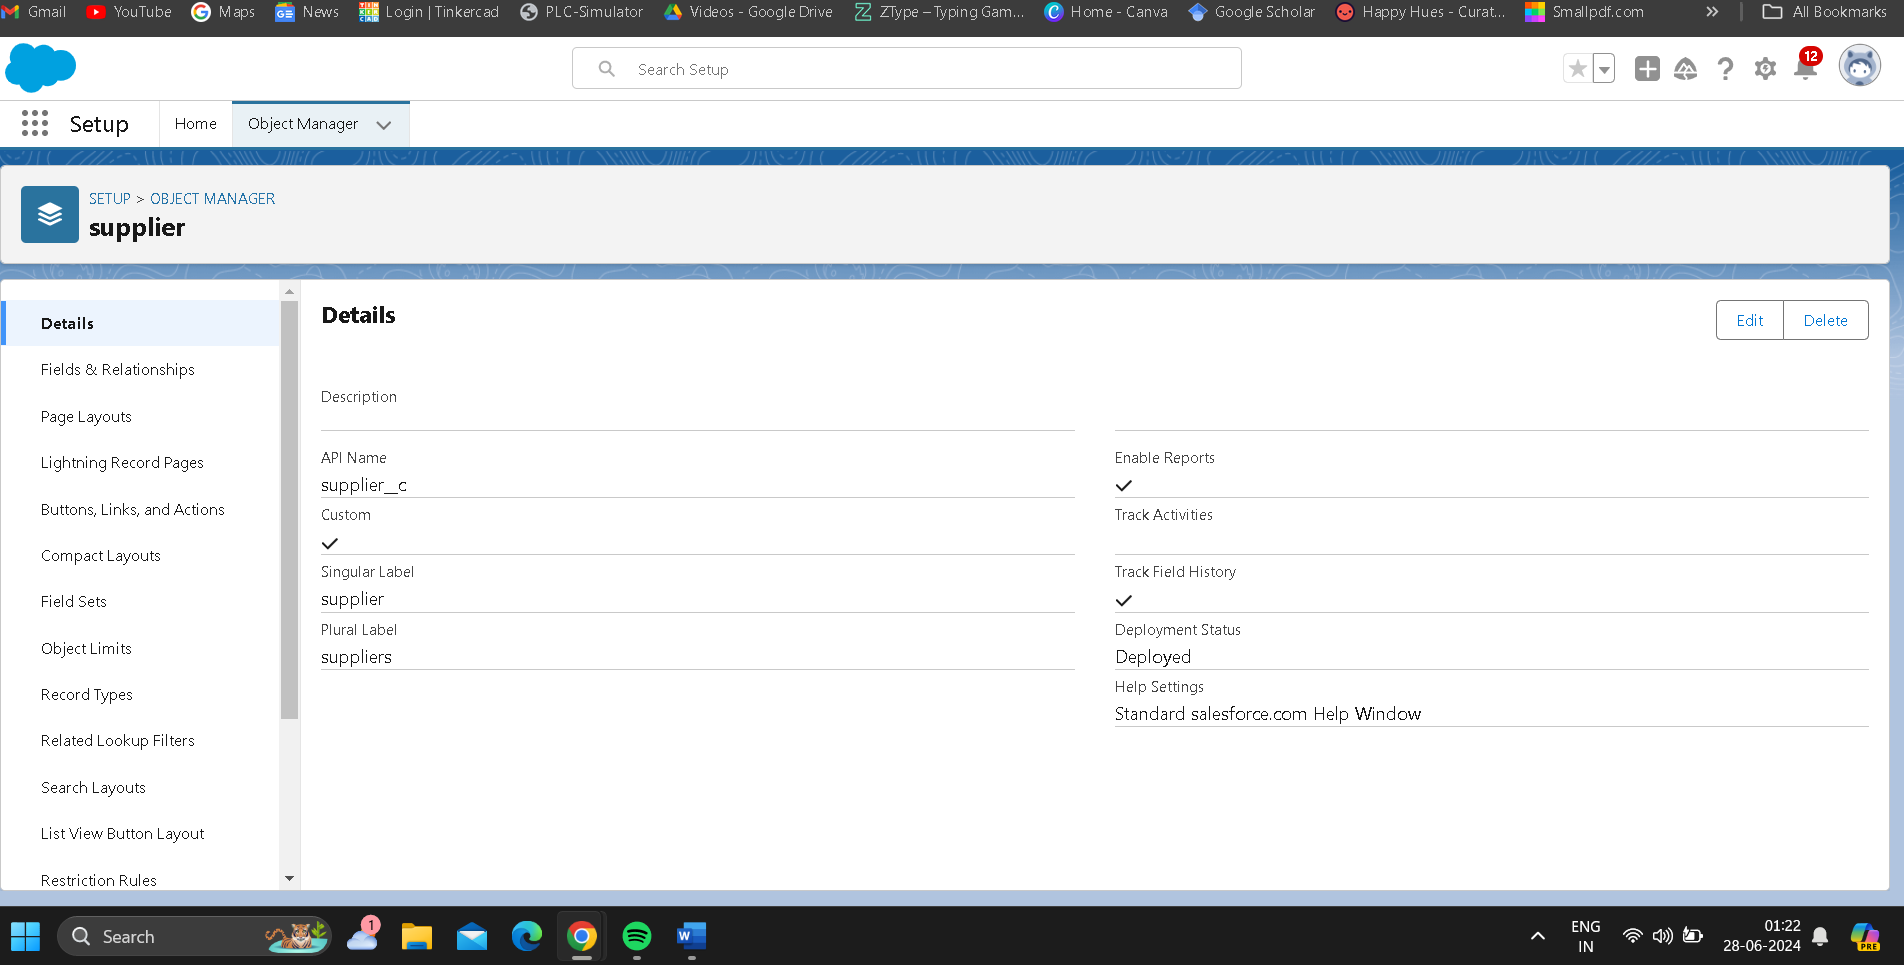 Gmail YouTube Maps News Login | Tinkercad PLC-Simulator Videos - Google Drive ZType – Typing Gam... Home - Canva Google Scholar Happy Hues - Curat... Smallpdf.com » All Bookmarks
Search Setup
12
Setup Home Object Manager
SETUP > OBJECT MANAGER
supplier
Details
Fields & Relationships
Page Layouts
Lightning Record Pages
Buttons, Links, and Actions
Compact Layouts
Field Sets
Object Limits
Record Types
Related Lookup Filters
Search Layouts
List View Button Layout
Restriction Rules
Details
Edit Delete
Description
API Name
supplier__c
Custom
Singular Label
supplier
Plural Label
suppliers
Enable Reports
Track Activities
Track Field History
Deployment Status
Deployed
Help Settings
Standard salesforce.com Help Window
Search
1
ENG
IN
01:22
28-06-2024
PRE